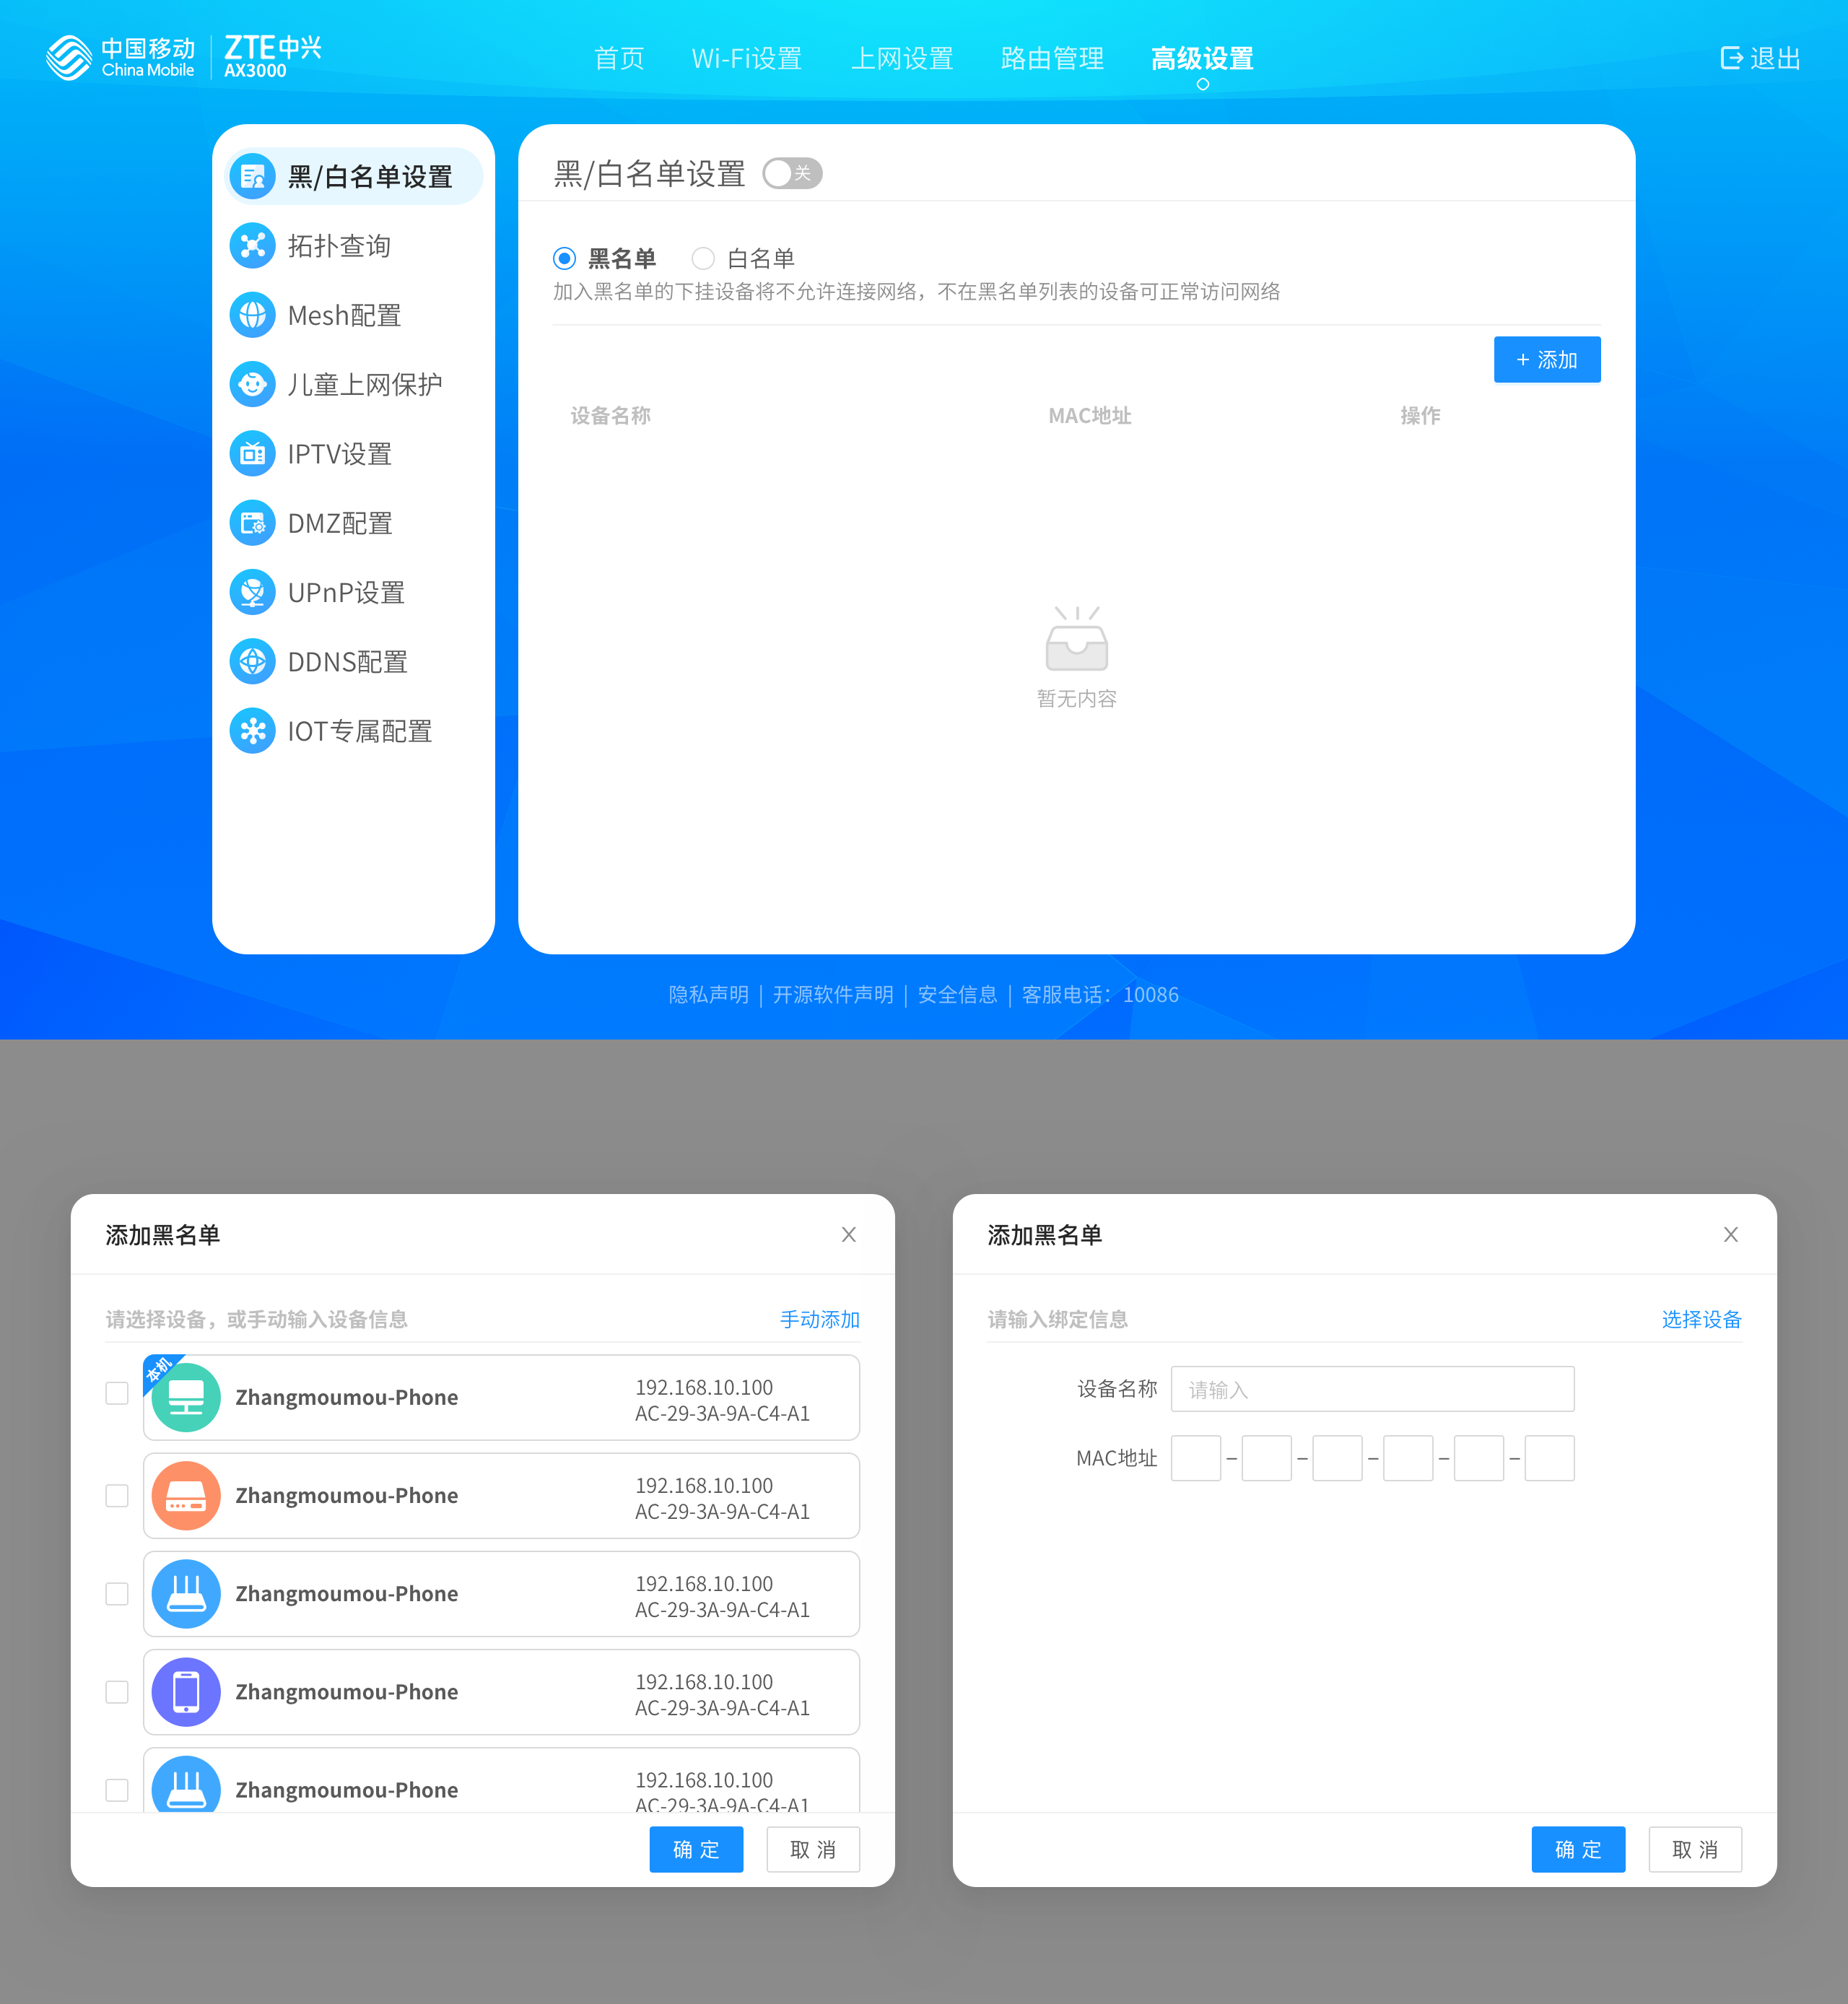 中国移动
China Mobile
ZTE中兴
AX3000
首页
Wi-Fi设置
上网设置
路由管理
高级设置
退出
黑/白名单设置
拓扑查询
Mesh配置
儿童上网保护
IPTV设置
DMZ配置
UPnP设置
DDNS配置
IOT专属配置
黑/白名单设置 关
黑名单 白名单
加入黑名单的下挂设备将不允许连接网络，不在黑名单列表的设备可正常访问网络
+ 添加
设备名称 MAC地址 操作
暂无内容
隐私声明 | 开源软件声明 | 安全信息 | 客服电话：10086
添加黑名单
请选择设备，或手动输入设备信息 手动添加
本机
Zhangmoumou-Phone
192.168.10.100
AC-29-3A-9A-C4-A1
Zhangmoumou-Phone
192.168.10.100
AC-29-3A-9A-C4-A1
Zhangmoumou-Phone
192.168.10.100
AC-29-3A-9A-C4-A1
Zhangmoumou-Phone
192.168.10.100
AC-29-3A-9A-C4-A1
Zhangmoumou-Phone
192.168.10.100
AC-29-3A-9A-C4-A1
确 定 取 消
添加黑名单
请输入绑定信息 选择设备
设备名称 请输入
MAC地址 – – – – –
确 定 取 消